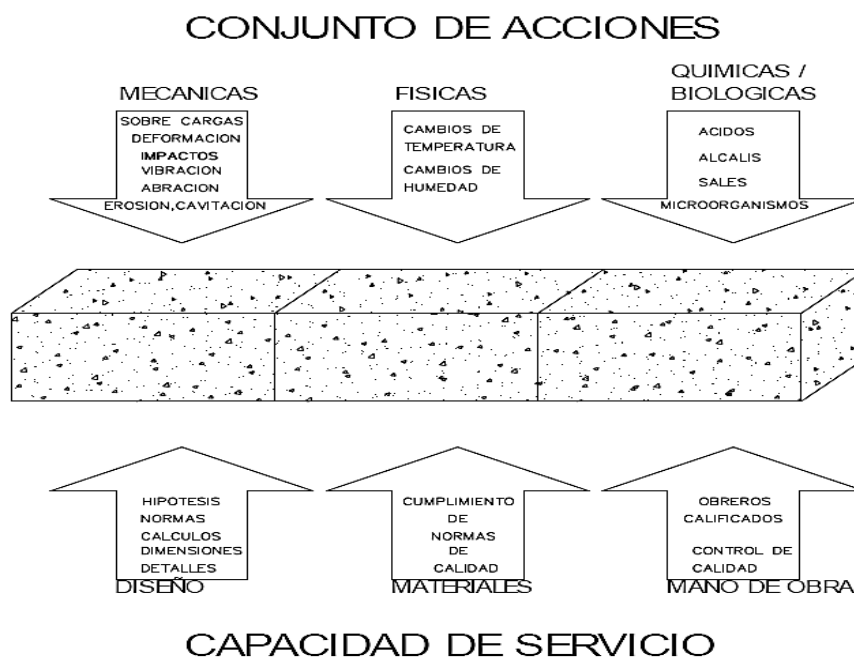 CONJUNTO DE ACCIONES
MECANICAS
SOBRE CARGAS
DEFORMACION
IMPACTOS
VIBRACION
ABRACION
EROSION,CAVITACION
FISICAS
CAMBIOS DE
TEMPERATURA
CAMBIOS DE
HUMEDAD
QUIMICAS /
BIOLOGICAS
ACIDOS
ALCALIS
SALES
MICROORGANISMOS
HIPOTESIS
NORMAS
CALCULOS
DIMENSIONES
DETALLES
DISEÑO
CUMPLIMIENTO
DE
NORMAS
DE
CALIDAD
MATERIALES
OBREROS
CALIFICADOS
CONTROL DE
CALIDAD
MANO DE OBRA
CAPACIDAD DE SERVICIO